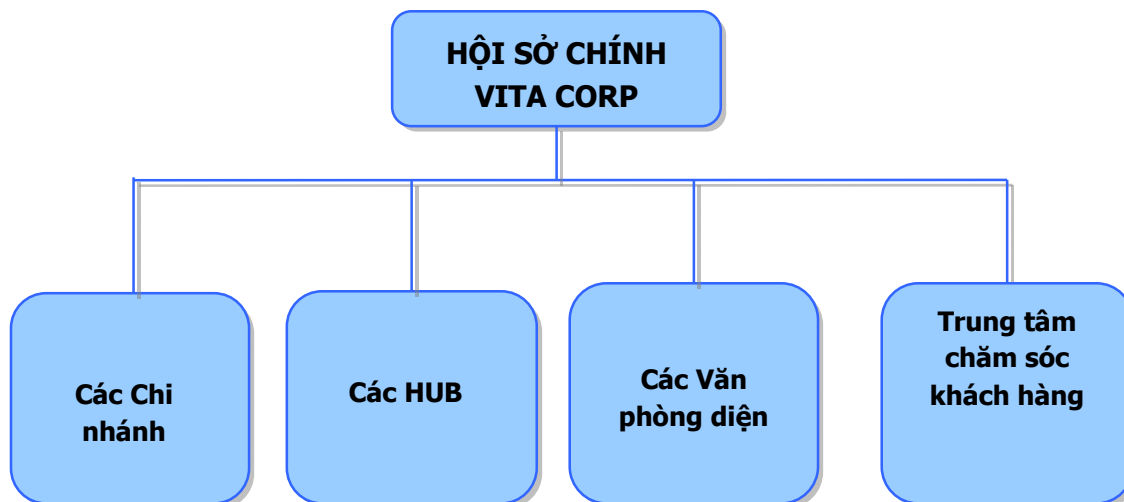 HỘI SỞ CHÍNH
VITA CORP
Các Chi
nhánh
Các HUB
Các Văn
phòng diện
Trung tâm
chăm sóc
khách hàng